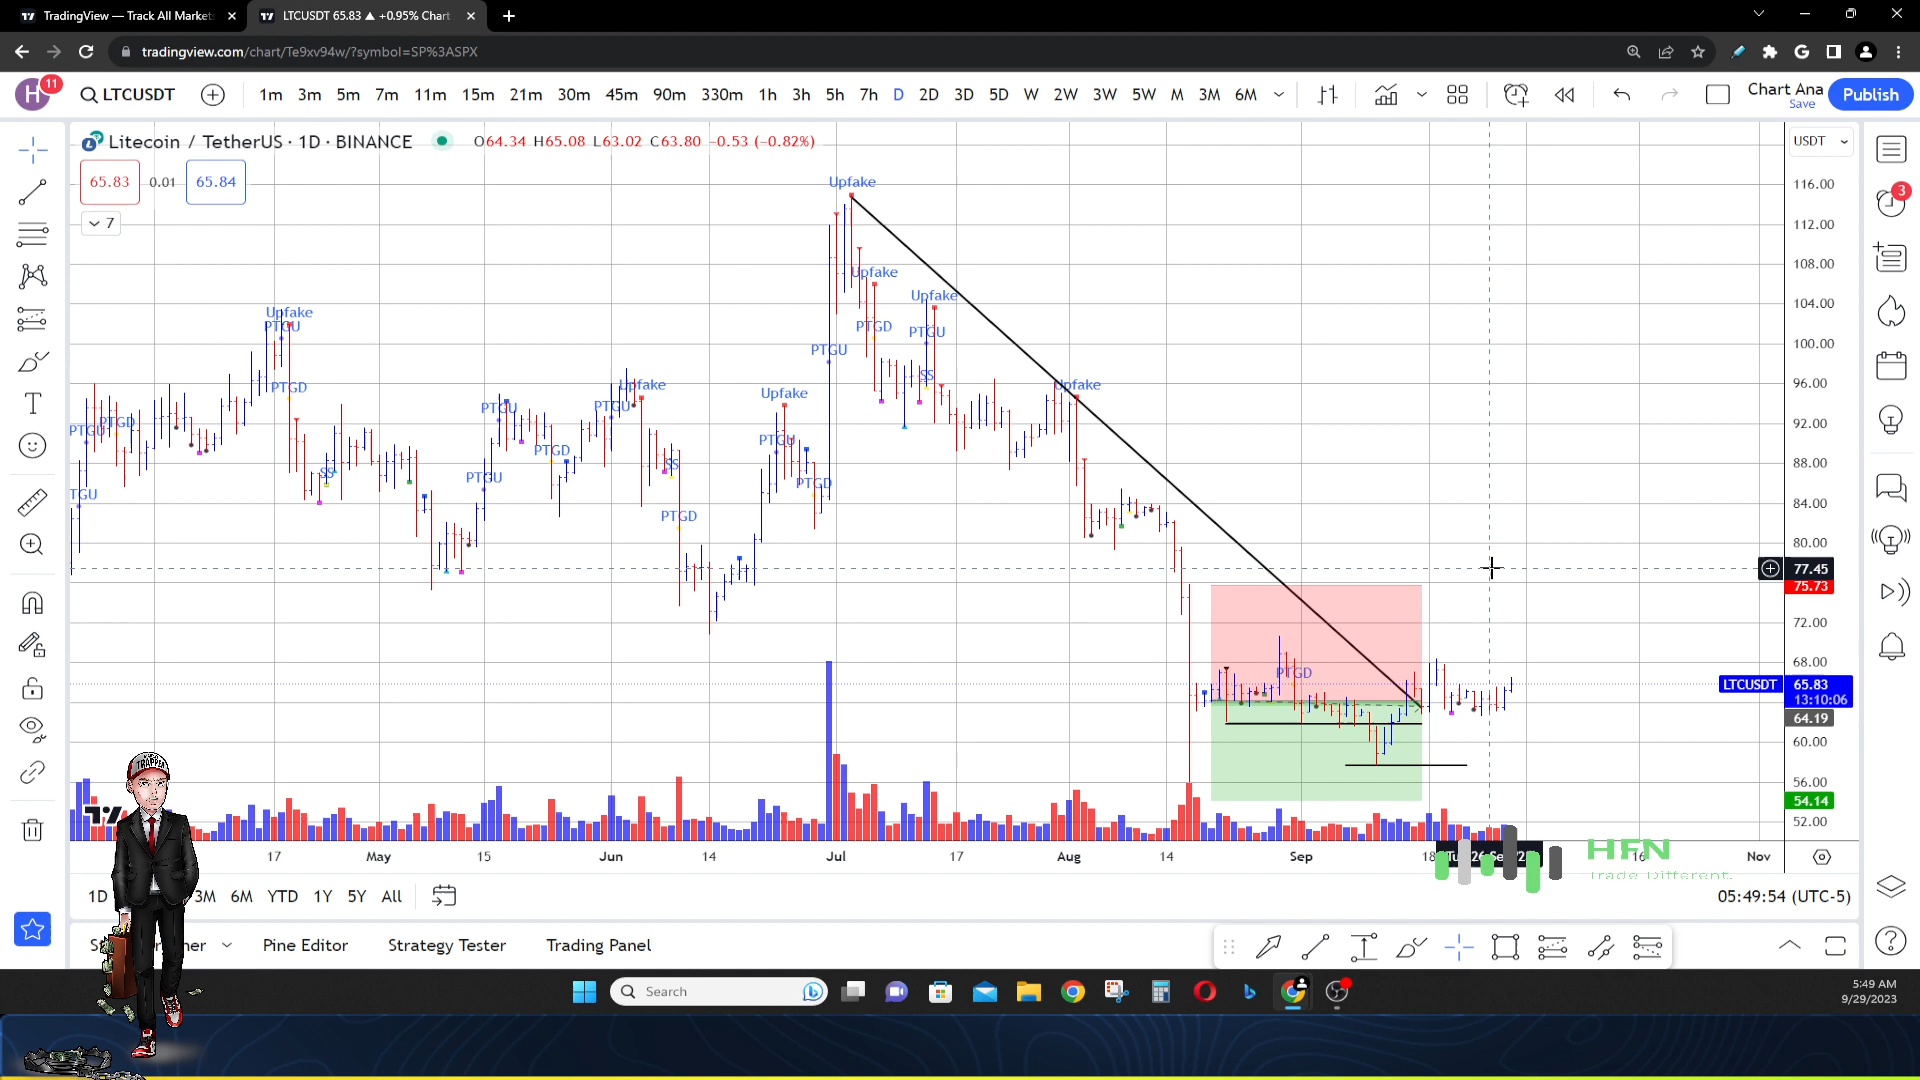 TradingView — Track All Market
LTCUSDT 65.83 ▲ +0.95% Chart
tradingview.com/chart/Te9xv94w/?symbol=SP%3ASPX
H 11 LTCUSDT 1m 3m 5m 7m 11m 15m 21m 30m 45m 90m 330m 1h 3h 5h 7h D 2D 3D 5D W 2W 3W 5W M 3M 6M Chart Ana Publish
Save
Litecoin / TetherUS · 1D · BINANCE O64.34 H65.08 L63.02 C63.80 −0.53 (−0.82%) USDT
65.83 0.01 65.84
7
3
Upfake
Upfake
Upfake
Upfake
PTGU
PTGD
PTGU
PTGU
PTGD
Upfake
Upfake
Upfake
PTGU
PTGU
SS
PTGD
PTGU
PTGD
PTGU
SS
PTGD
PTGU
SS
PTGD
TGU
PTGD
PTGD
116.00
112.00
108.00
104.00
100.00
96.00
92.00
88.00
84.00
80.00
77.45
75.73
72.00
68.00
LTCUSDT 65.83
13:10:06
64.19
60.00
56.00
54.14
52.00
17 May 15 Jun 14 Jul 17 Aug 14 Sep 18 16 Nov
HFN
Trade Different.
TRAPPER
1D 3M 6M YTD 1Y 5Y All 05:49:54 (UTC-5)
Pine Editor Strategy Tester Trading Panel
Search
5:49 AM
9/29/2023